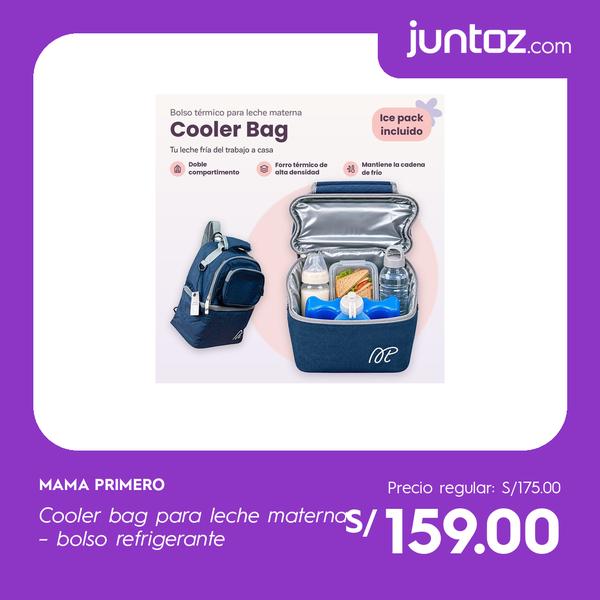 juntoz.com
Bolso térmico para leche materna
Cooler Bag
Tu leche fría del trabajo a casa
Ice pack
incluido
Doble
compartimento
Forro térmico de
alta densidad
Mantiene la cadena
de frío
MP
MAMA PRIMERO
Cooler bag para leche materna
- bolso refrigerante
Precio regular: S/175.00
S/159.00